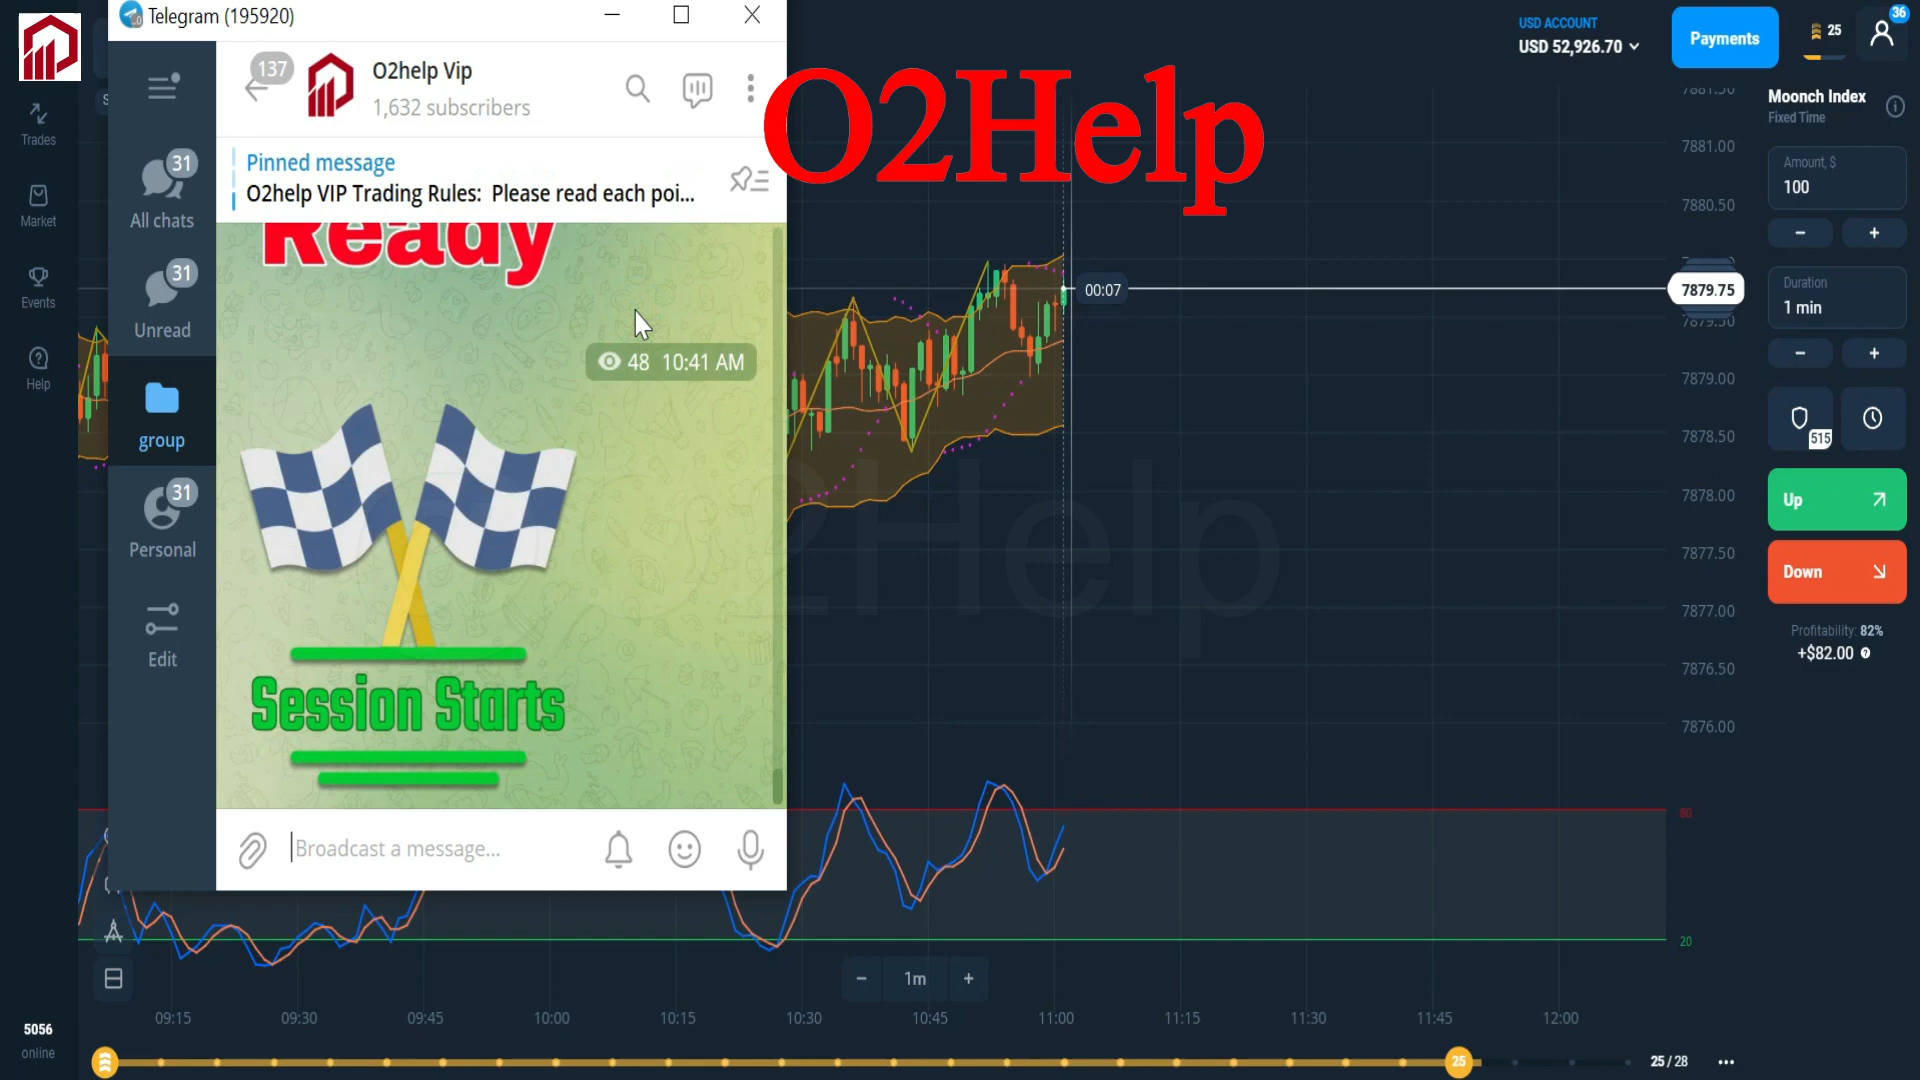 Telegram (195920)
137
O2help Vip
1,632 subscribers
Pinned message
O2help VIP Trading Rules: Please read each poi...
31
All chats
31
Unread
group
31
Personal
Edit
Ready
48 10:41 AM
Session Starts
Broadcast a message...
O2Help
2Help
Trades
Market
Events
Help
5056
online
USD ACCOUNT
USD 52,926.70
Payments
25
36
Moonch Index
Fixed Time
Amount, $
100
Duration
1 min
515
Up
Down
Profitability: 82%
+$82.00
00:07
7879.75
7881.50
7881.00
7880.50
7879.50
7879.00
7878.50
7878.00
7877.50
7877.00
7876.50
7876.00
80
20
1m
09:15 09:30 09:45 10:00 10:15 10:30 10:45 11:00 11:15 11:30 11:45 12:00
25
25 / 28